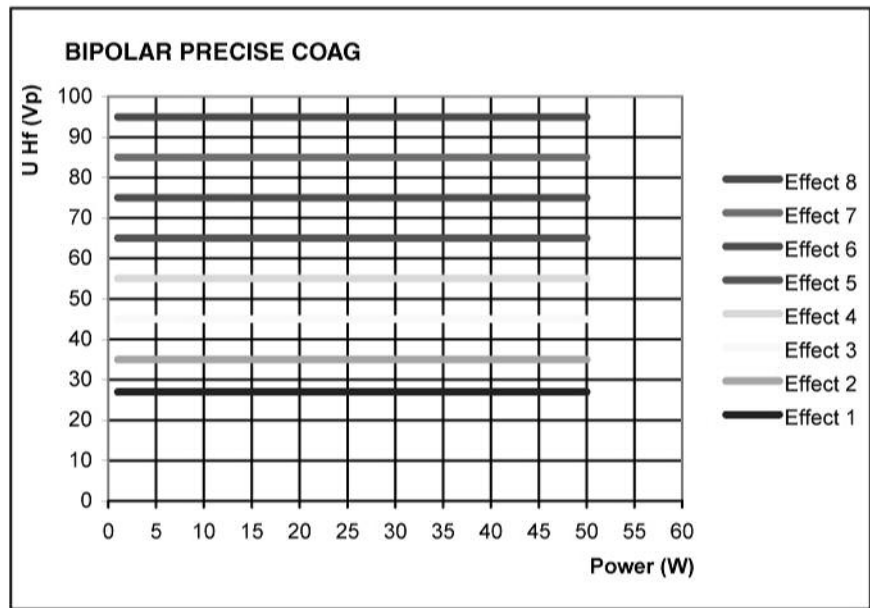 BIPOLAR PRECISE COAG
U Hf (Vp)
100
90
80
70
60
50
40
30
20
10
0
0 5 10 15 20 25 30 35 40 45 50 55 60
Power (W)
Effect 8
Effect 7
Effect 6
Effect 5
Effect 4
Effect 3
Effect 2
Effect 1